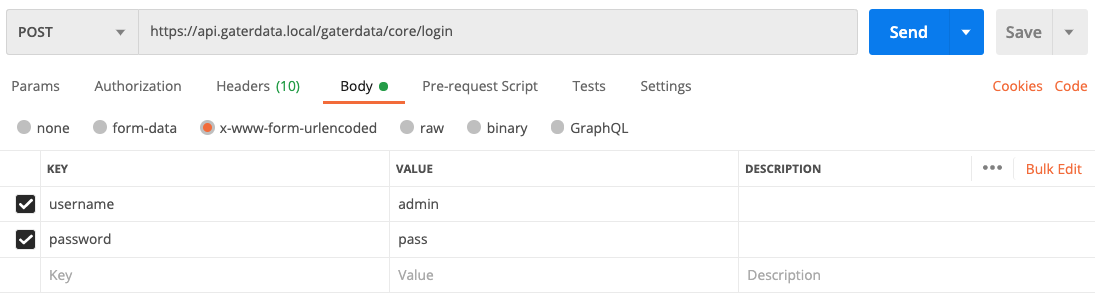 POST https://api.gaterdata.local/gaterdata/core/login Send Save
Params Authorization Headers (10) Body Pre-request Script Tests Settings Cookies Code
none form-data x-www-form-urlencoded raw binary GraphQL
KEY VALUE DESCRIPTION ••• Bulk Edit
username admin
password pass
Key Value Description